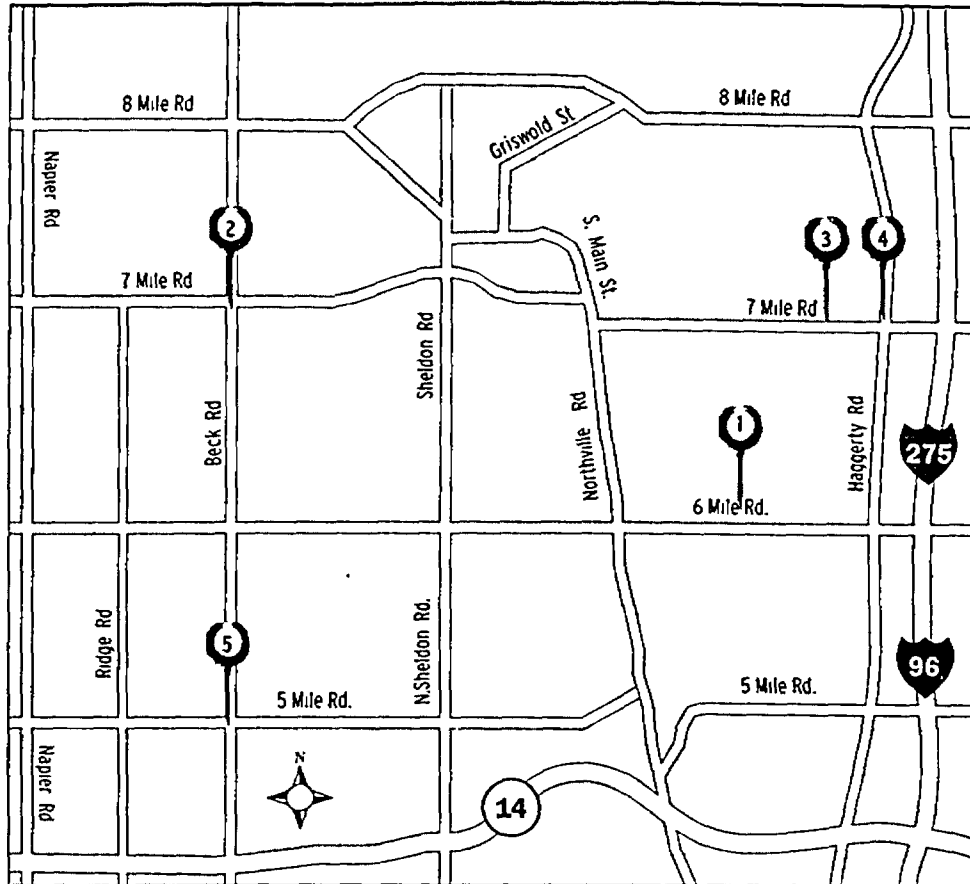 8 Mile Rd
8 Mile Rd
Griswold St
Napier Rd
2
S. Main St.
3
4
7 Mile Rd
7 Mile Rd
Sheldon Rd
Beck Rd
Northville Rd
1
Haggerty Rd
275
6 Mile Rd.
Ridge Rd
5
N.Sheldon Rd.
96
5 Mile Rd.
5 Mile Rd.
Napier Rd
N
14